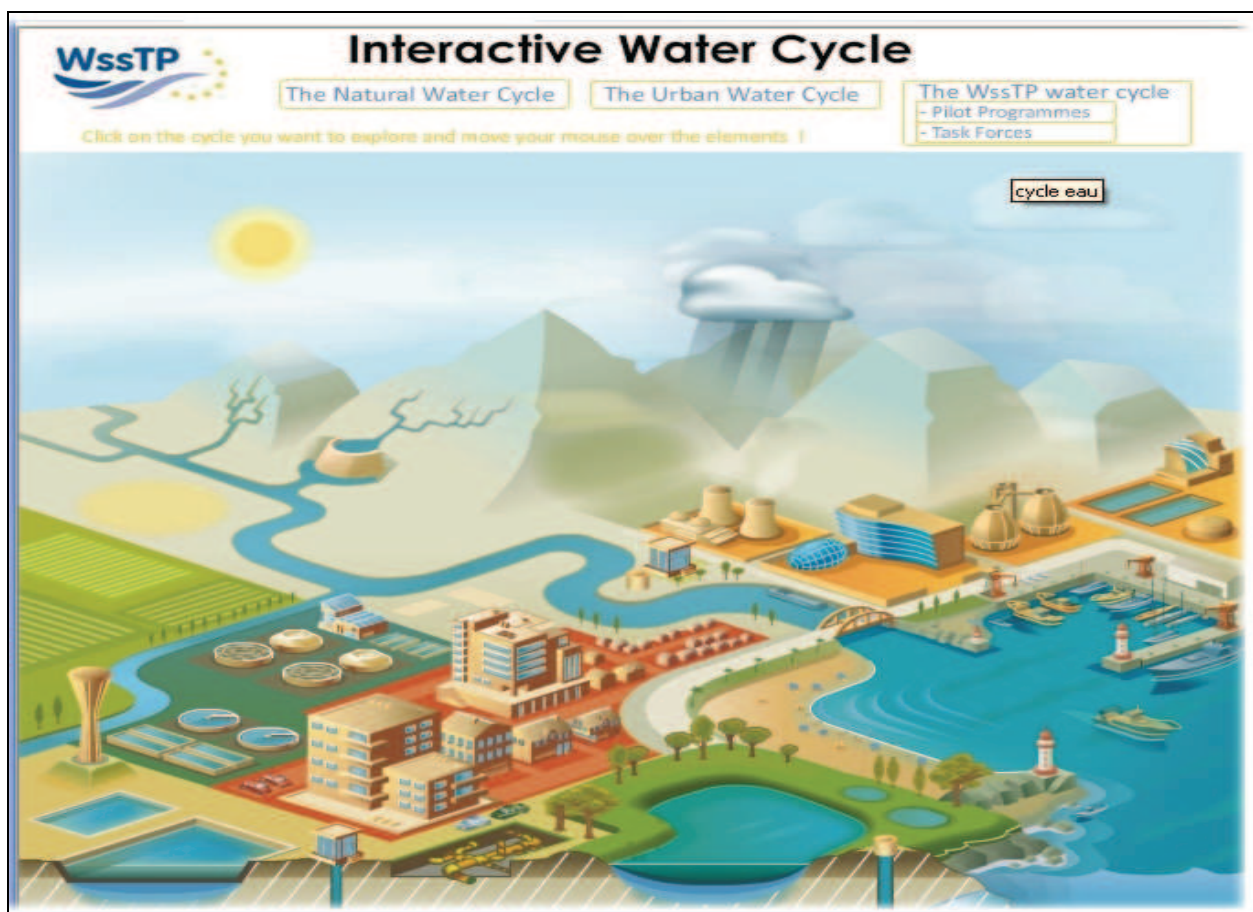 WssTP
Interactive Water Cycle
The Natural Water Cycle
The Urban Water Cycle
The WssTP water cycle
- Pilot Programmes
- Task Forces
Click on the cycle you want to explore and move your mouse over the elements !
cycle eau